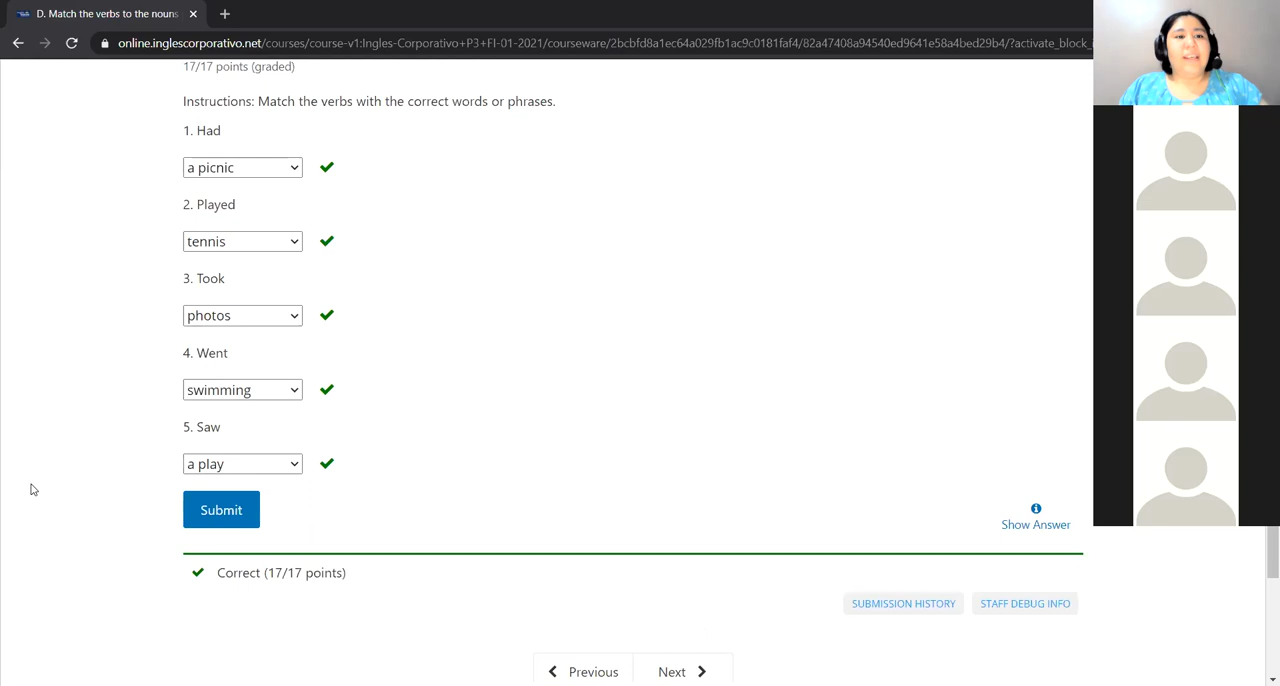 D. Match the verbs to the nouns
online.inglescorporativo.net/courses/course-v1:Ingles-Corporativo+P3+FI-01-2021/courseware/2bcbfd8a1ec64a029fb1ac9c0181faf4/82a47408a94540ed9641e58a4bed29b4/?activate_block_
17/17 points (graded)
Instructions: Match the verbs with the correct words or phrases.
1. Had
a picnic
2. Played
tennis
3. Took
photos
4. Went
swimming
5. Saw
a play
Submit
Show Answer
Correct (17/17 points)
SUBMISSION HISTORY STAFF DEBUG INFO
Previous Next